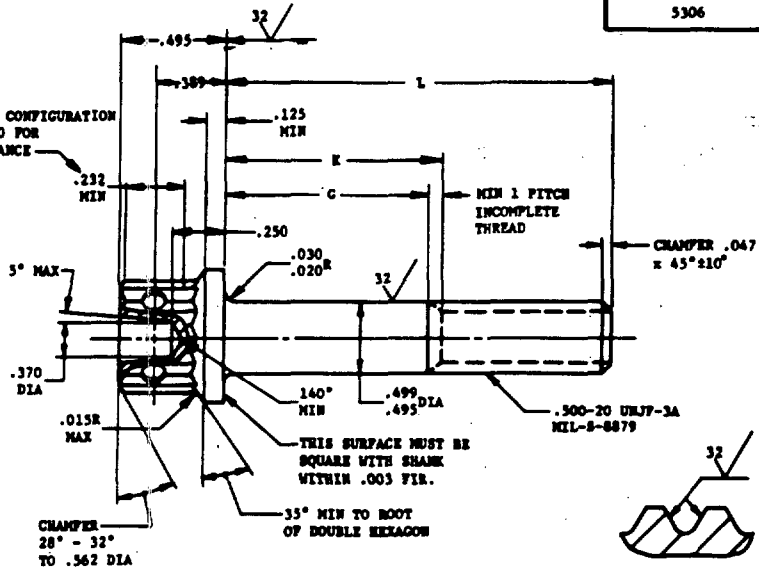 5306
32
.495
.389
L
CONFIGURATION
FOR
.125
MIN
K
.232
MIN
G
MIN 1 PITCH
INCOMPLETE
THREAD
.250
CHAMFER .047
x 45°±10°
.030
.020 R
5° MAX
32
.370
DIA
140°
MIN
.499
.495 DIA
.500-20 UNJF-3A
MIL-S-8879
.015R
MAX
THIS SURFACE MUST BE
SQUARE WITH SHANK
WITHIN .003 FIR.
32
35° MIN TO ROOT
OF DOUBLE HEXAGON
CHAMFER
28° - 32°
TO .562 DIA